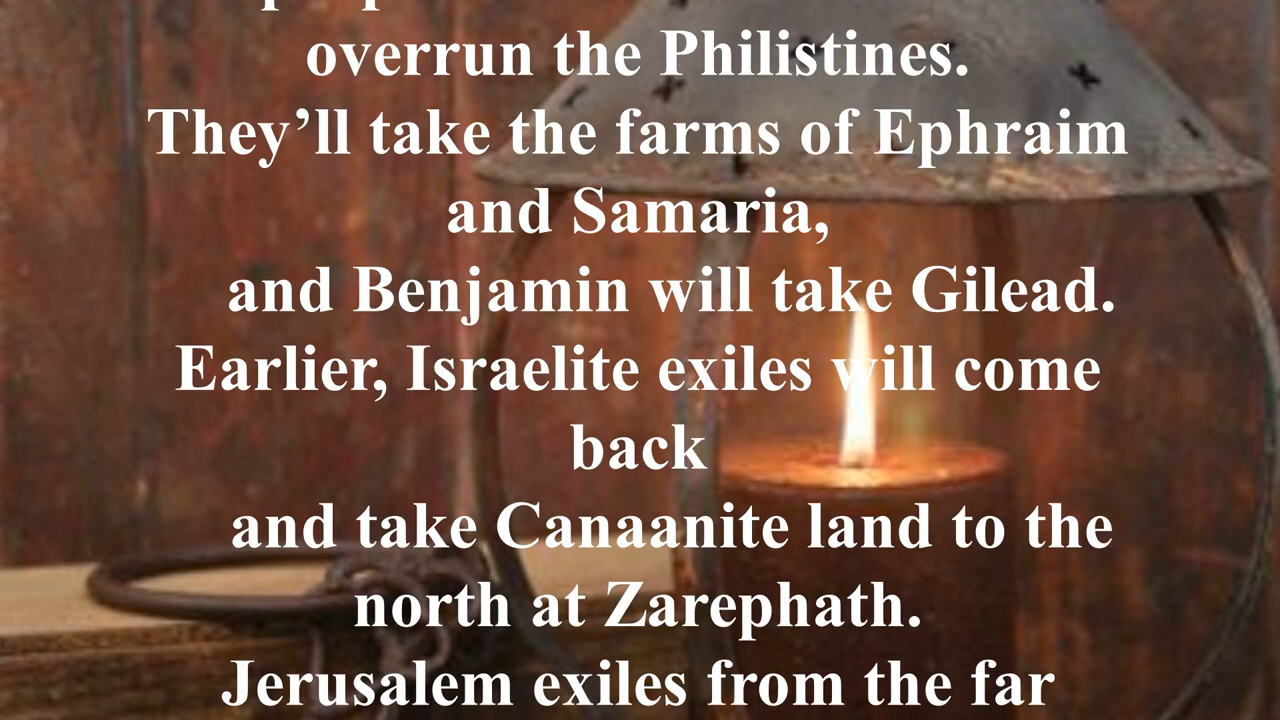 overrun the Philistines.
They’ll take the farms of Ephraim
and Samaria,
and Benjamin will take Gilead.
Earlier, Israelite exiles will come
back
and take Canaanite land to the
north at Zarephath.
Jerusalem exiles from the far